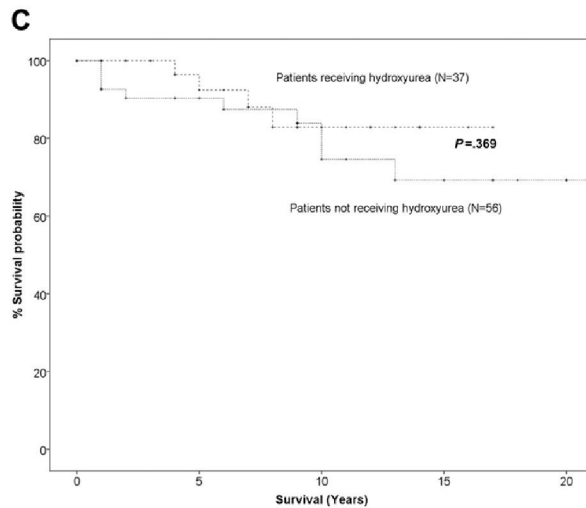 C
100
Patients receiving hydroxyurea (N=37)
80
P=.369
Patients not receiving hydroxyurea (N=56)
60
% Survival probability
40
20
0
0 5 10 15 20
Survival (Years)